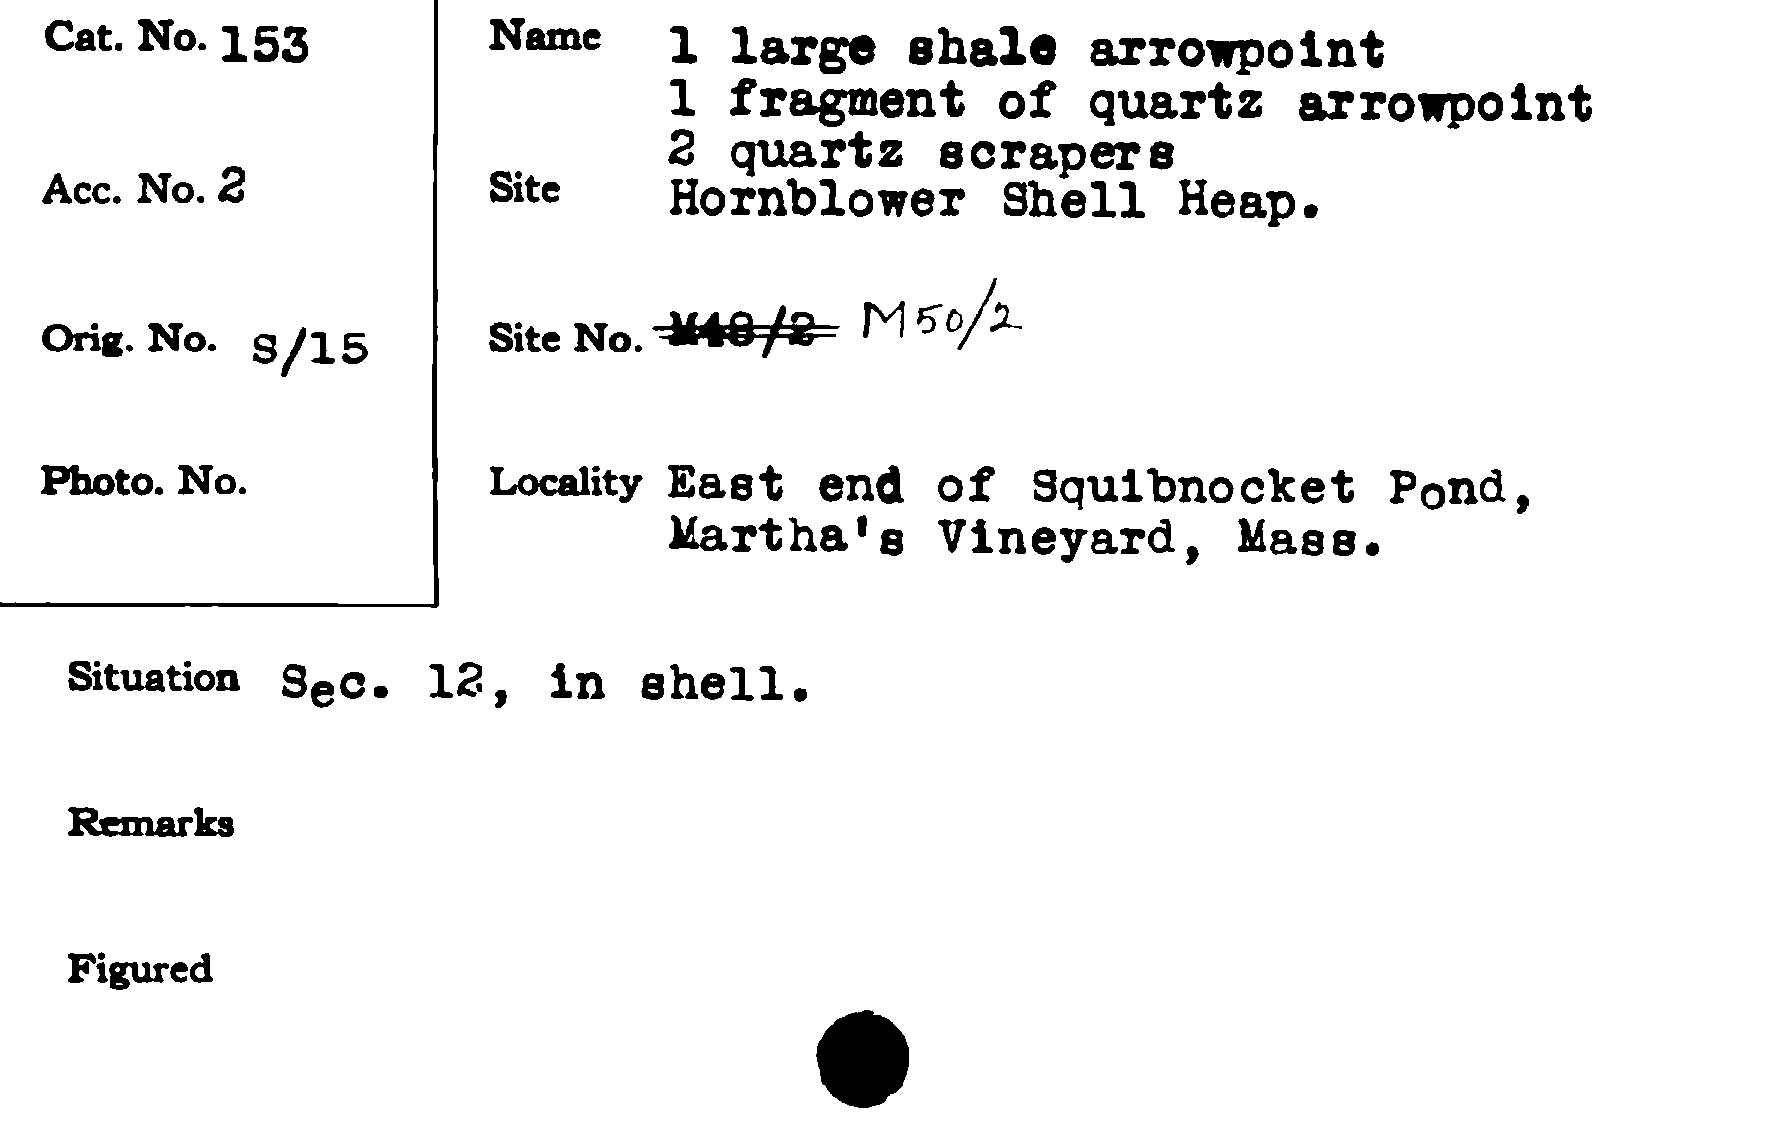 Cat. No. 153
Acc. No. 2
Orig. No. S/15
Photo. No.
Name 1 large shale arrowpoint
1 fragment of quartz arrowpoint
2 quartz scrapers
Site Hornblower Shell Heap.
Site No. M48/2 M50/2
Locality East end of Squibnocket Pond,
Martha's Vineyard, Mass.
Situation Sec. 12, in shell.
Remarks
Figured